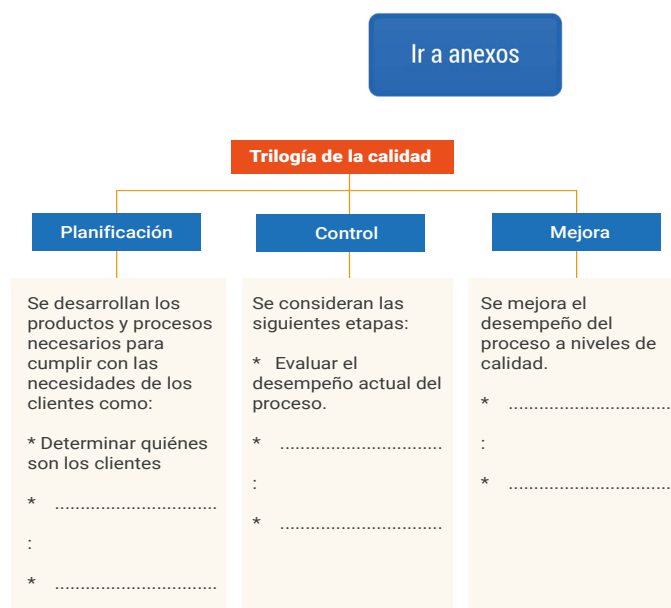 Ir a anexos
Trilogía de la calidad
Planificación
Control
Mejora
Se desarrollan los
productos y procesos
necesarios para
cumplir con las
necesidades de los
clientes como:
* Determinar quiénes
son los clientes
* ................................
:
* ................................
Se consideran las
siguientes etapas:
* Evaluar el
desempeño actual del
proceso.
* ................................
:
* ................................
Se mejora el
desempeño del
proceso a niveles de
calidad.
* ................................
:
* ................................